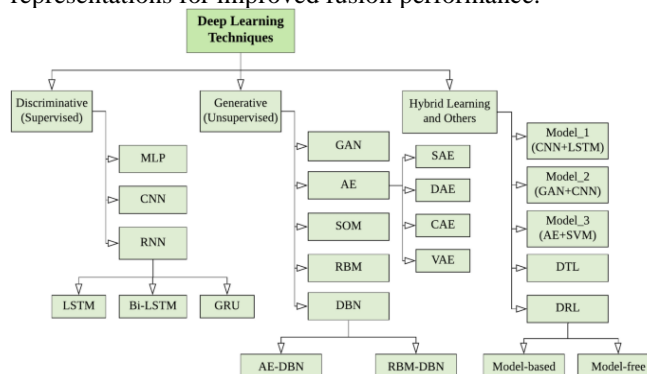 representations for improved fusion performance.
Deep Learning
Techniques
Discriminative
(Supervised)
Generative
(Unsupervised)
Hybrid Learning
and Others
MLP
CNN
RNN
LSTM
Bi-LSTM
GRU
GAN
AE
SOM
RBM
DBN
SAE
DAE
CAE
VAE
AE-DBN
RBM-DBN
Model_1
(CNN+LSTM)
Model_2
(GAN+CNN)
Model_3
(AE+SVM)
DTL
DRL
Model-based
Model-free